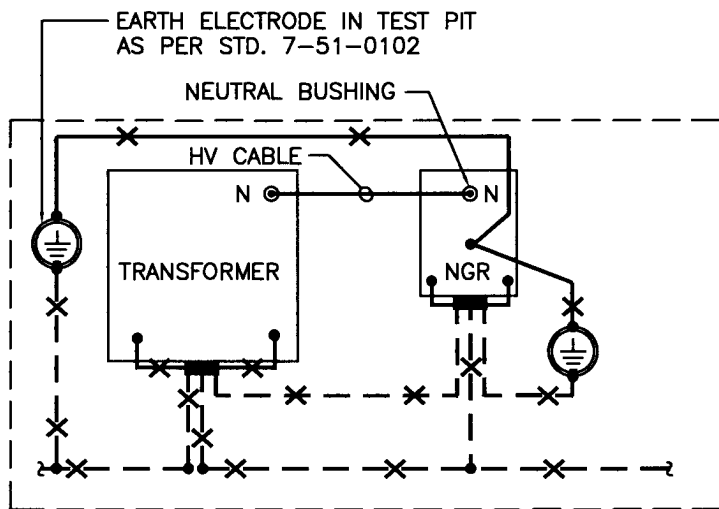 EARTH ELECTRODE IN TEST PIT
AS PER STD. 7-51-0102
NEUTRAL BUSHING
HV CABLE
N
N
TRANSFORMER
NGR